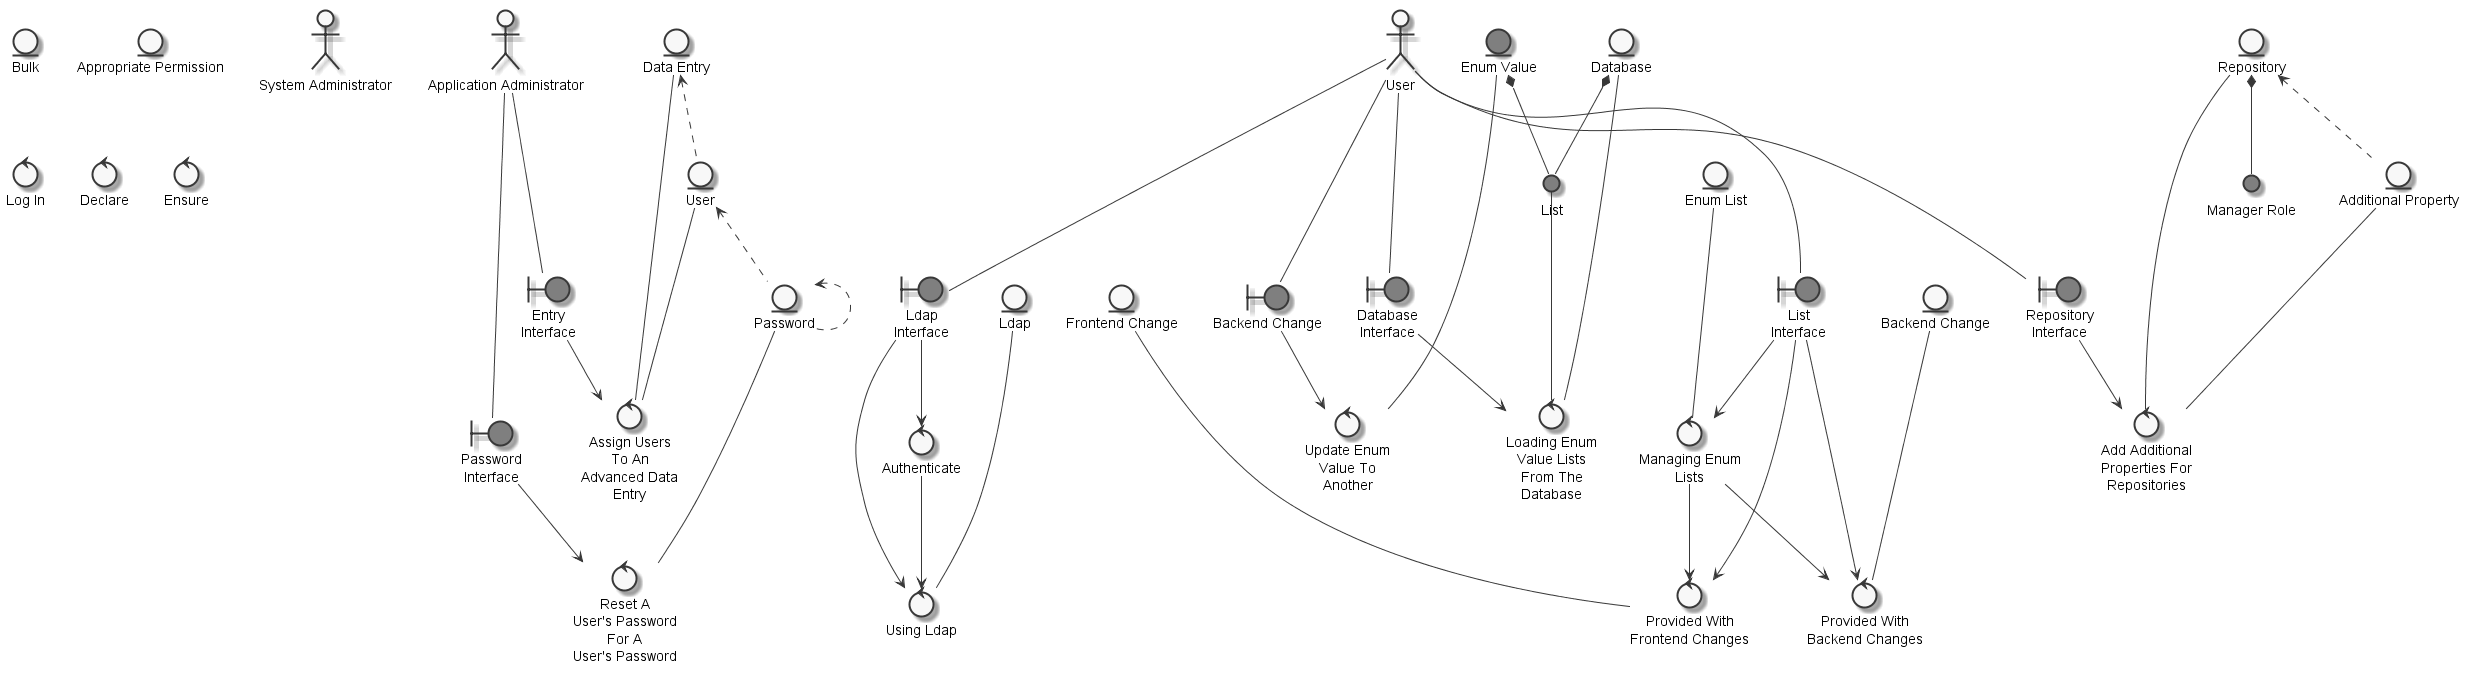 Bulk
Appropriate Permission
System Administrator
Application Administrator
Data Entry
User
Enum Value
Database
Repository
Log In
Declare
Ensure
User
List
Enum List
Manager Role
Additional Property
Entry
Interface
Password
Ldap
Interface
Ldap
Frontend Change
Backend Change
Database
Interface
List
Interface
Backend Change
Repository
Interface
Password
Interface
Assign Users
To An
Advanced Data
Entry
Authenticate
Update Enum
Value To
Another
Loading Enum
Value Lists
From The
Database
Managing Enum
Lists
Add Additional
Properties For
Repositories
Reset A
User's Password
For A
User's Password
Using Ldap
Provided With
Frontend Changes
Provided With
Backend Changes